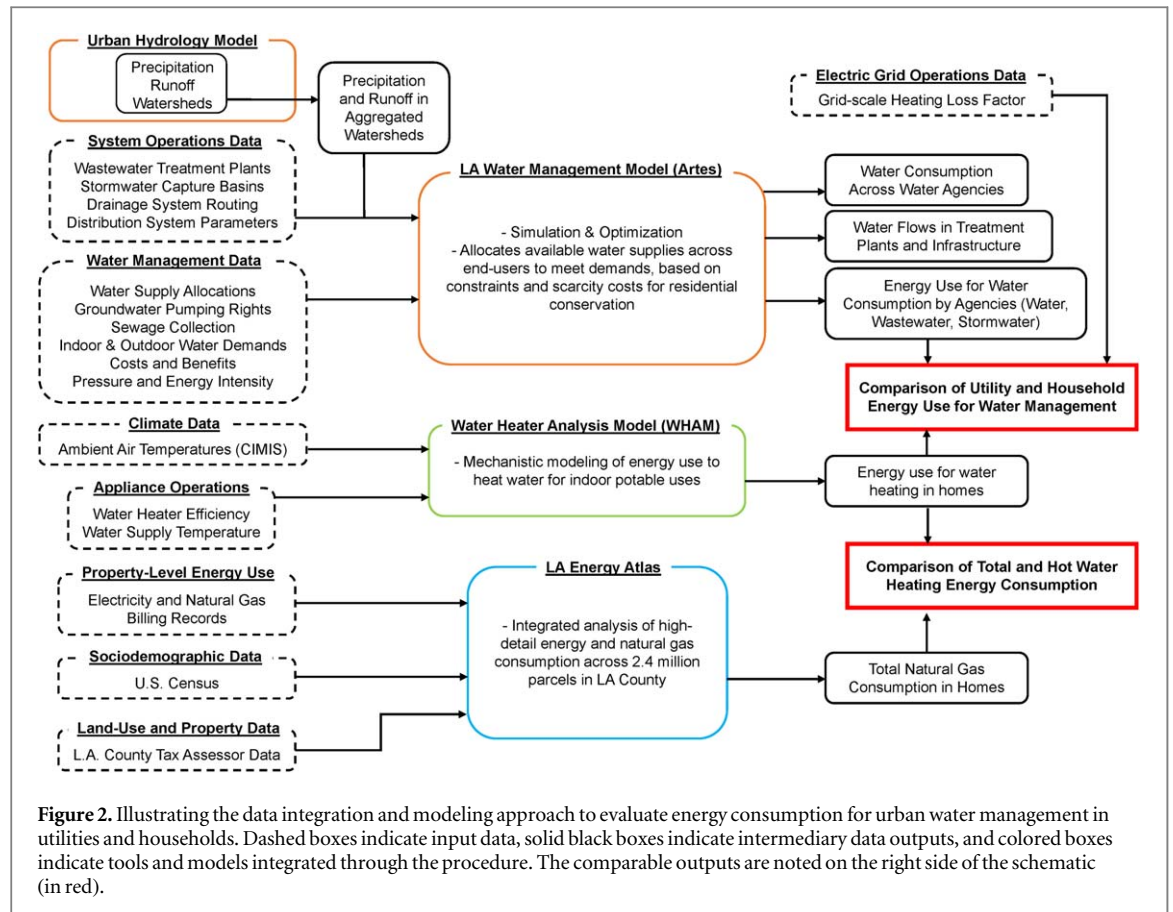 Urban Hydrology Model
Precipitation
Runoff
Watersheds
Precipitation
and Runoff in
Aggregated
Watersheds
Electric Grid Operations Data
Grid-scale Heating Loss Factor
System Operations Data
Wastewater Treatment Plants
Stormwater Capture Basins
Drainage System Routing
Distribution System Parameters
LA Water Management Model (Artes)
- Simulation & Optimization
- Allocates available water supplies across
end-users to meet demands, based on
constraints and scarcity costs for residential
conservation
Water Consumption
Across Water Agencies
Water Flows in Treatment
Plants and Infrastructure
Energy Use for Water
Consumption by Agencies (Water,
Wastewater, Stormwater)
Water Management Data
Water Supply Allocations
Groundwater Pumping Rights
Sewage Collection
Indoor & Outdoor Water Demands
Costs and Benefits
Pressure and Energy Intensity
Comparison of Utility and Household
Energy Use for Water Management
Climate Data
Ambient Air Temperatures (CIMIS)
Water Heater Analysis Model (WHAM)
- Mechanistic modeling of energy use to
heat water for indoor potable uses
Energy use for water
heating in homes
Appliance Operations
Water Heater Efficiency
Water Supply Temperature
Comparison of Total and Hot Water
Heating Energy Consumption
Property-Level Energy Use
Electricity and Natural Gas
Billing Records
LA Energy Atlas
- Integrated analysis of high-
detail energy and natural gas
consumption across 2.4 million
parcels in LA County
Total Natural Gas
Consumption in Homes
Sociodemographic Data
U.S. Census
Land-Use and Property Data
L.A. County Tax Assessor Data
Figure 2. Illustrating the data integration and modeling approach to evaluate energy consumption for urban water management in
utilities and households. Dashed boxes indicate input data, solid black boxes indicate intermediary data outputs, and colored boxes
indicate tools and models integrated through the procedure. The comparable outputs are noted on the right side of the schematic
(in red).